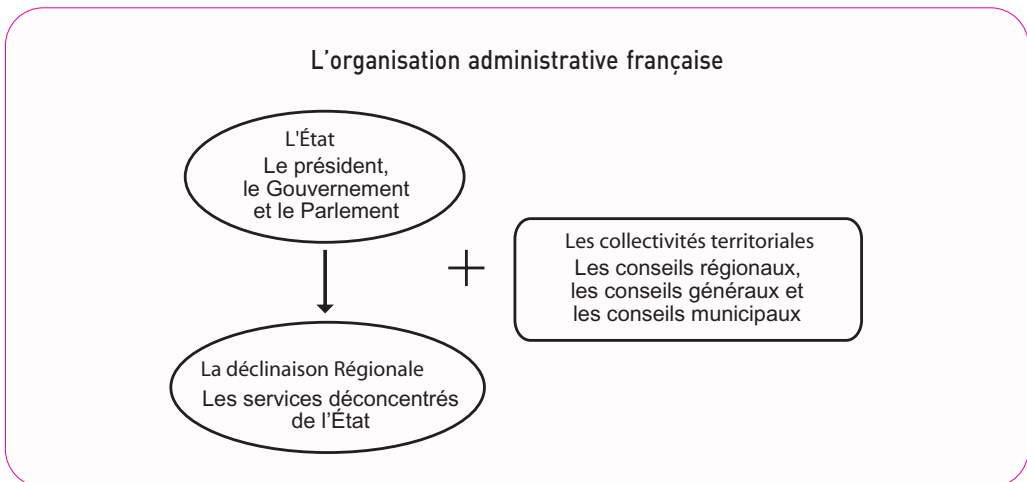 L'organisation administrative française
L'État
Le président,
le Gouvernement
et le Parlement
Les collectivités territoriales
Les conseils régionaux,
les conseils généraux et
les conseils municipaux
La déclinaison Régionale
Les services déconcentrés
de l'État